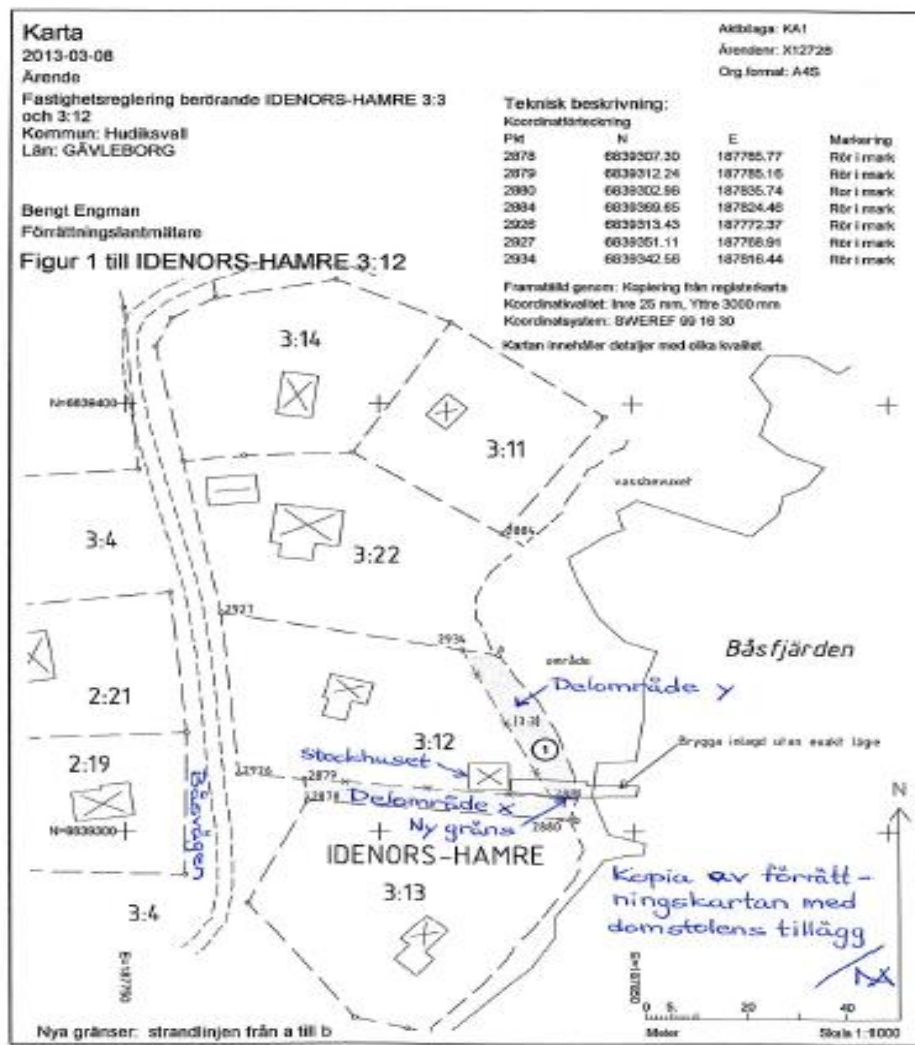 Karta
2013-03-08
Ärende
Fastighetsreglering berörande IDENORS-HAMRE 3:3
och 3:12
Kommun: Hudiksvall
Län: GÄVLEBORG
Bengt Engman
Förrättningslantmätare
Figur 1 till IDENORS-HAMRE 3:12
Aktbilaga: KA1
Ärendenr: X12728
Org.format: A4S
Teknisk beskrivning:
Koordinatförteckning
Pkt N E Markering
2878 6839307.30 187785.77 Rör i mark
2879 6839312.24 187785.16 Rör i mark
2880 6839302.98 187835.74 Rör i mark
2884 6839369.65 187824.46 Rör i mark
2926 6839313.43 187772.37 Rör i mark
2927 6839351.11 187768.91 Rör i mark
2934 6839342.56 187816.44 Rör i mark
Framställd genom: Kopiering från registerkarta
Koordinatkvalitet: Inre 25 mm, Yttre 3000 mm
Koordinatsystem: SWEREF 99 16 30
Kartan innehåller detaljer med olika kvalitet
3:14
N=6839400
3:11
vassbevuxet
2884
3:4
3:22
2927
2934
område
Båsfjärden
Delområde y
2:21
(3:3)
3:12
1
Brygga inlagd utan exakt läge
stockhuset
2:19
2926
2879
2878
Delområde x
Ny gräns
2880
N
N=6839300
Båsvägen
IDENORS-HAMRE
3:13
3:4
Kopia av förrätt-
ningskartan med
domstolens tillägg
E=187750
E=187850
0 5. 20 40
Nya gränser: strandlinjen från a till b
Meter
Skala 1:1000